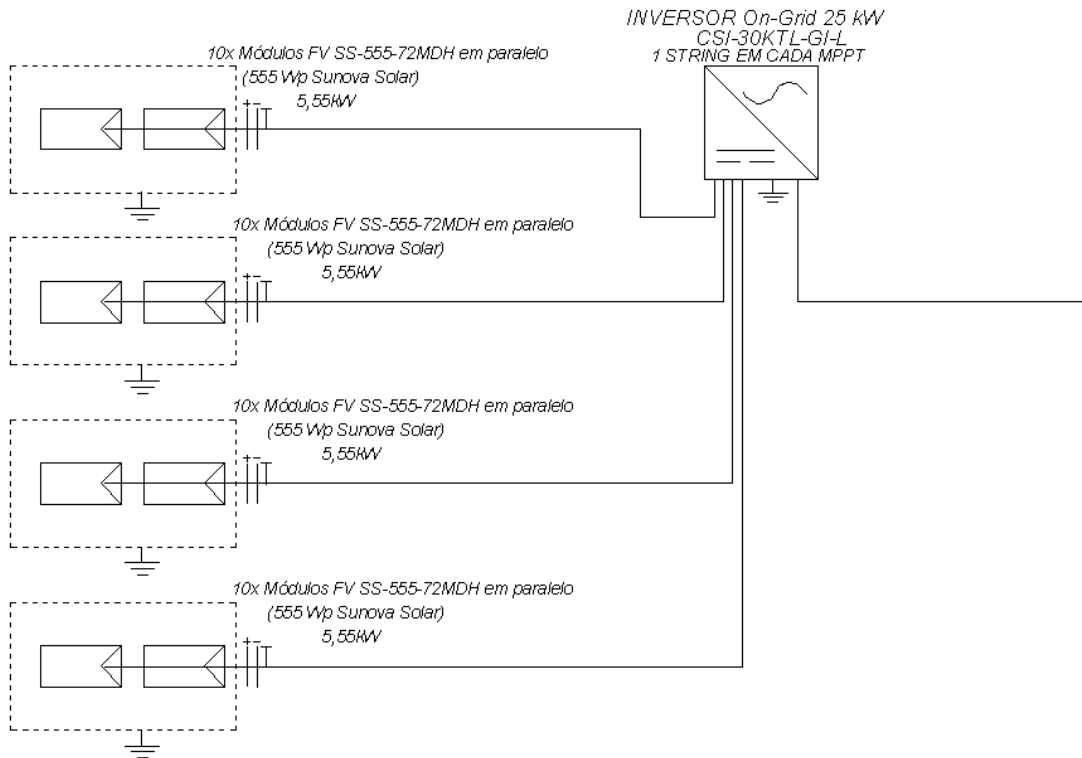 INVERSOR On-Grid 25 kW
CSI-30KTL-GI-L
1 STRING EM CADA MPPT
10x Módulos FV SS-555-72MDH em paralelo
(555 Wp Sunova Solar)
5,55kW
+-
10x Módulos FV SS-555-72MDH em paralelo
(555 Wp Sunova Solar)
5,55kW
+-
10x Módulos FV SS-555-72MDH em paralelo
(555 Wp Sunova Solar)
5,55kW
+-
10x Módulos FV SS-555-72MDH em paralelo
(555 Wp Sunova Solar)
5,55kW
+-